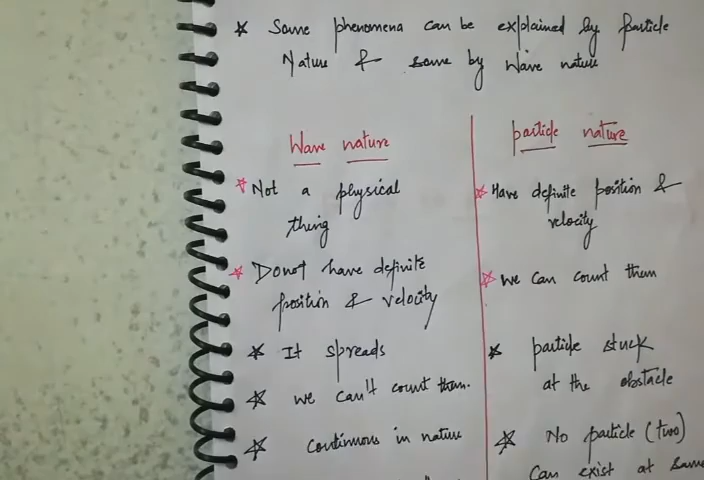 * Some phenomena can be explained by particle
Nature & some by Wave nature
Wave nature
* Not a physical
thing
* Donot have definite
position & velocity
* It spreads
* we can't count them.
* continous in nature
particle nature
* Have definite position &
velocity
* we can count them
* particle stuck
at the obstacle
* No particle (two)
Can exist at same